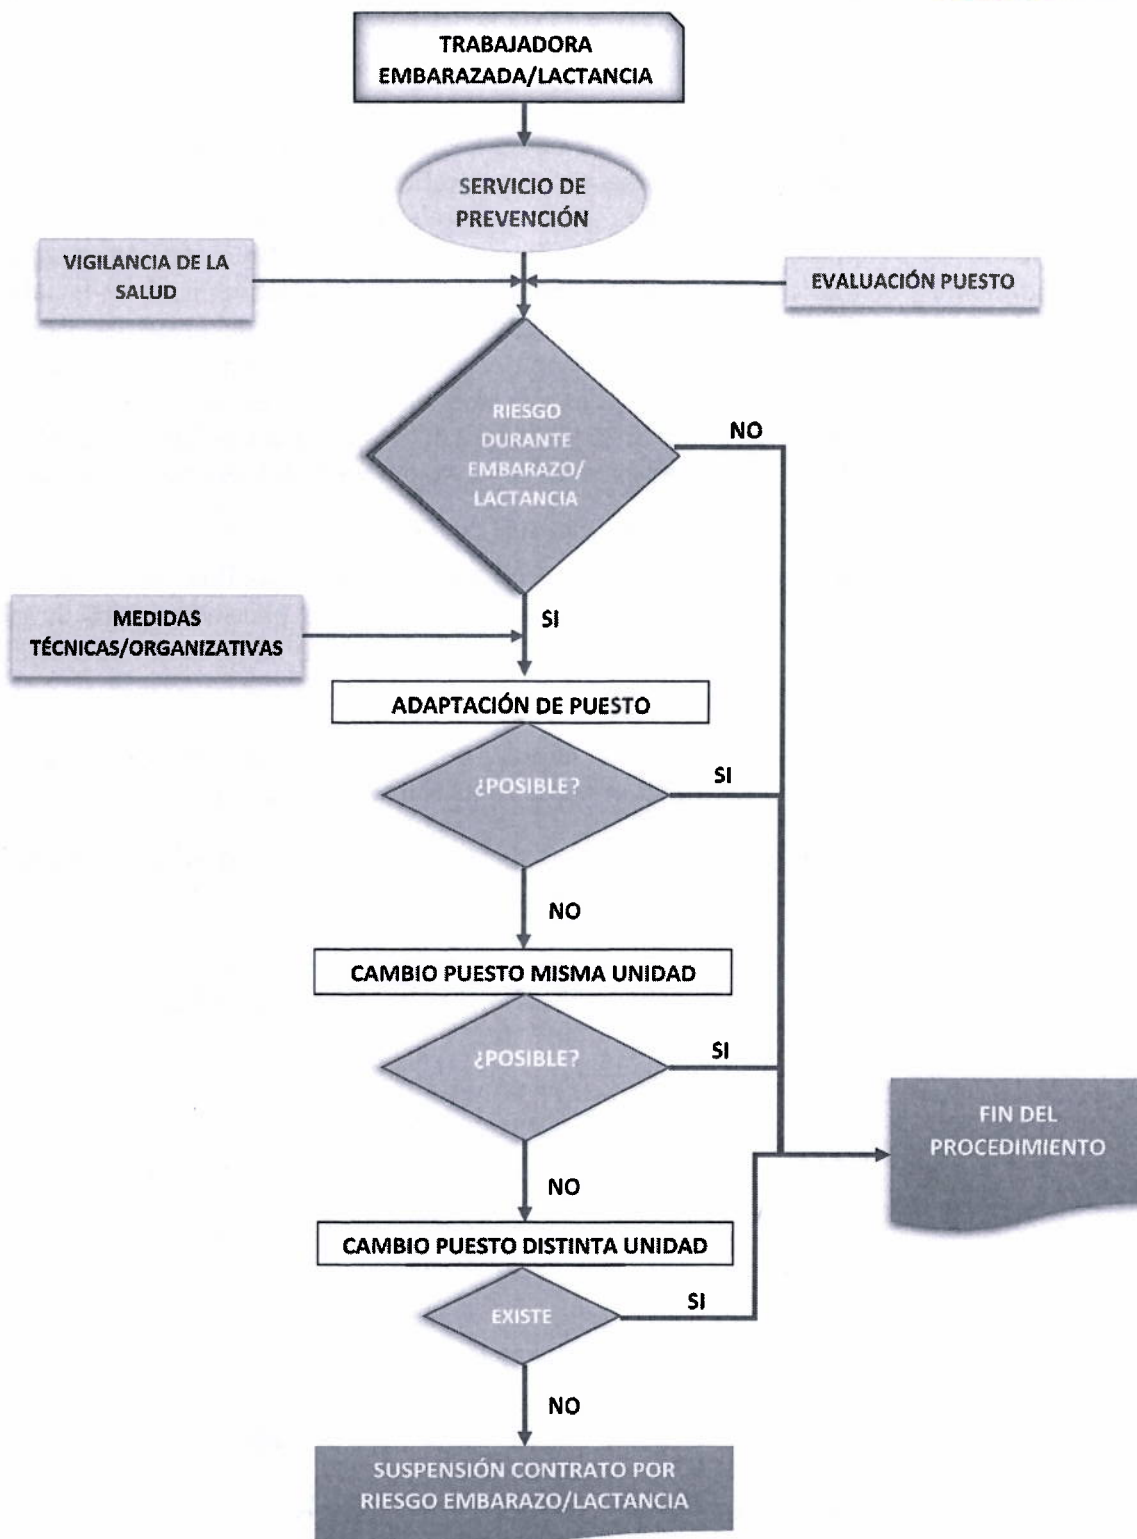 TRABAJADORA
EMBARAZADA/LACTANCIA
SERVICIO DE
PREVENCIÓN
VIGILANCIA DE LA
SALUD
EVALUACIÓN PUESTO
RIESGO
DURANTE
EMBARAZO/
LACTANCIA
NO
SI
MEDIDAS
TÉCNICAS/ORGANIZATIVAS
ADAPTACIÓN DE PUESTO
¿POSIBLE?
SI
NO
CAMBIO PUESTO MISMA UNIDAD
¿POSIBLE?
SI
FIN DEL
PROCEDIMIENTO
NO
CAMBIO PUESTO DISTINTA UNIDAD
EXISTE
SI
NO
SUSPENSIÓN CONTRATO POR
RIESGO EMBARAZO/LACTANCIA